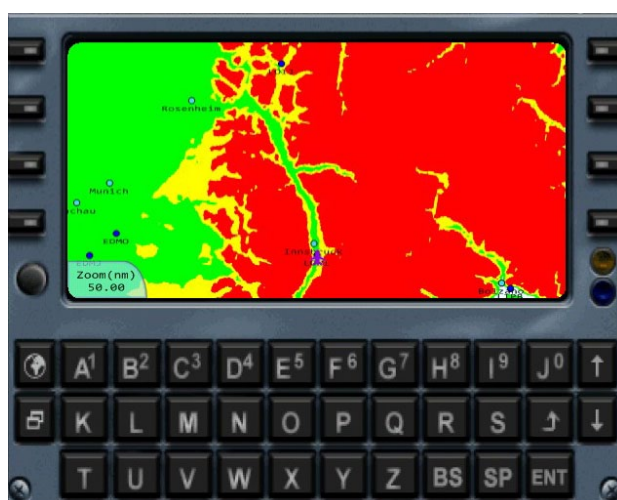 Rosenheim
Munich
chau
EDMO
Innsbruck
Zoom(nm)
50.00
A1 B2 C3 D4 E5 F6 G7 H8 I9 J0
K L M N O P Q R S
T U V W X Y Z BS SP ENT